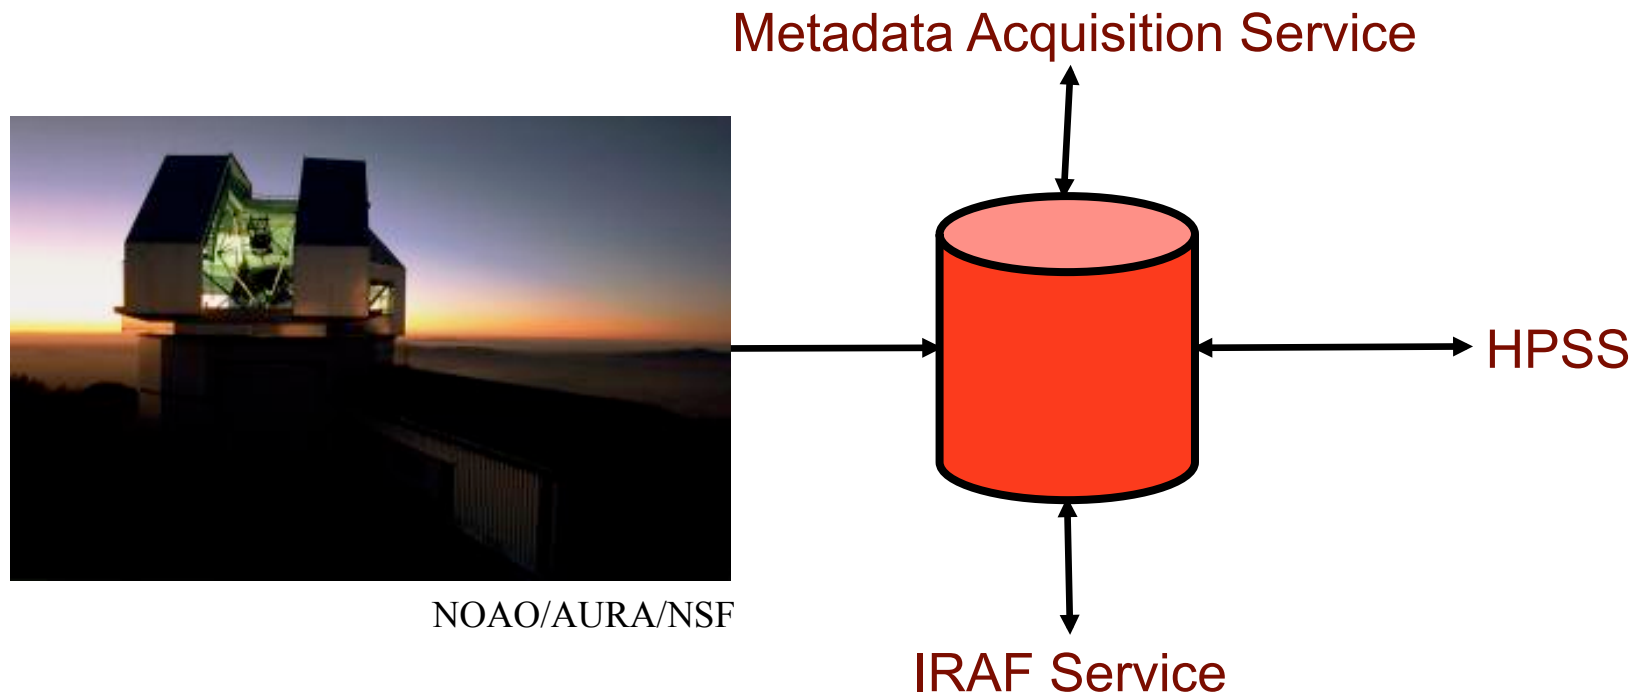 Metadata Acquisition Service
HPSS
NOAO/AURA/NSF
IRAF Service